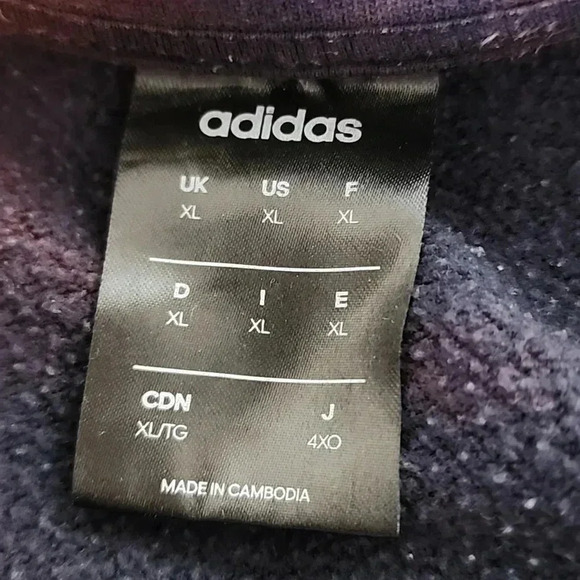 adidas
UK US F
XL XL XL
D I E
XL XL XL
CDN J
XL/TG 4XO
MADE IN CAMBODIA